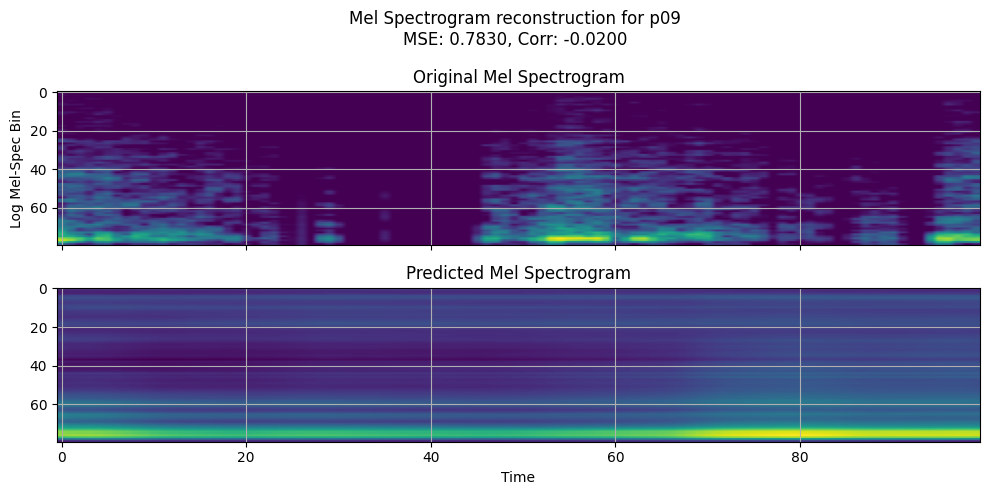 Mel Spectrogram reconstruction for p09
MSE: 0.7830, Corr: -0.0200
Original Mel Spectrogram
Log Mel-Spec Bin
0
20
40
60
Predicted Mel Spectrogram
0
20
40
60
0 20 40 60 80
Time